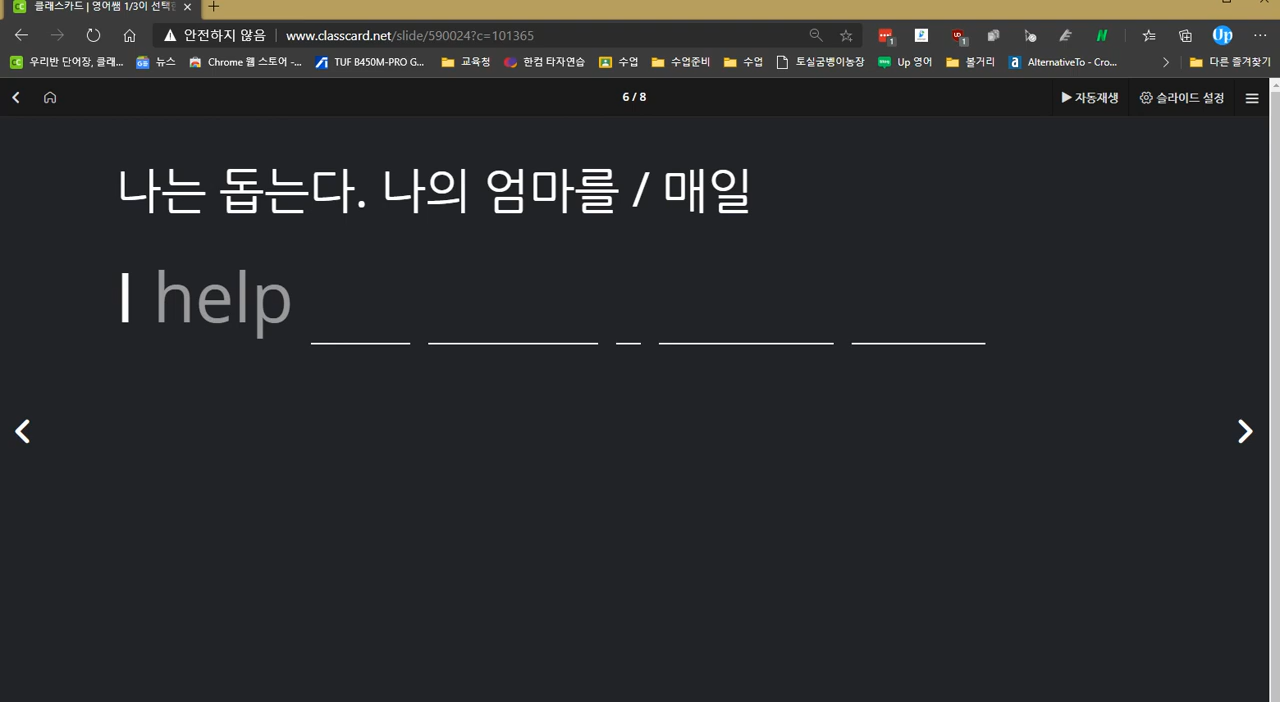 클래스카드 | 영어쌤 1/3이 선택한
안전하지 않음 www.classcard.net/slide/590024?c=101365
우리반 단어장, 클래... 뉴스 Chrome 웹 스토어 -... TUF B450M-PRO G... 교육청 한컴 타자연습 수업 수업준비 수업 토실굼벵이농장 Up 영어 볼거리 AlternativeTo - Cro... 다른 즐겨찾기
6 / 8 자동재생 슬라이드 설정
나는 돕는다. 나의 엄마를 / 매일
I help